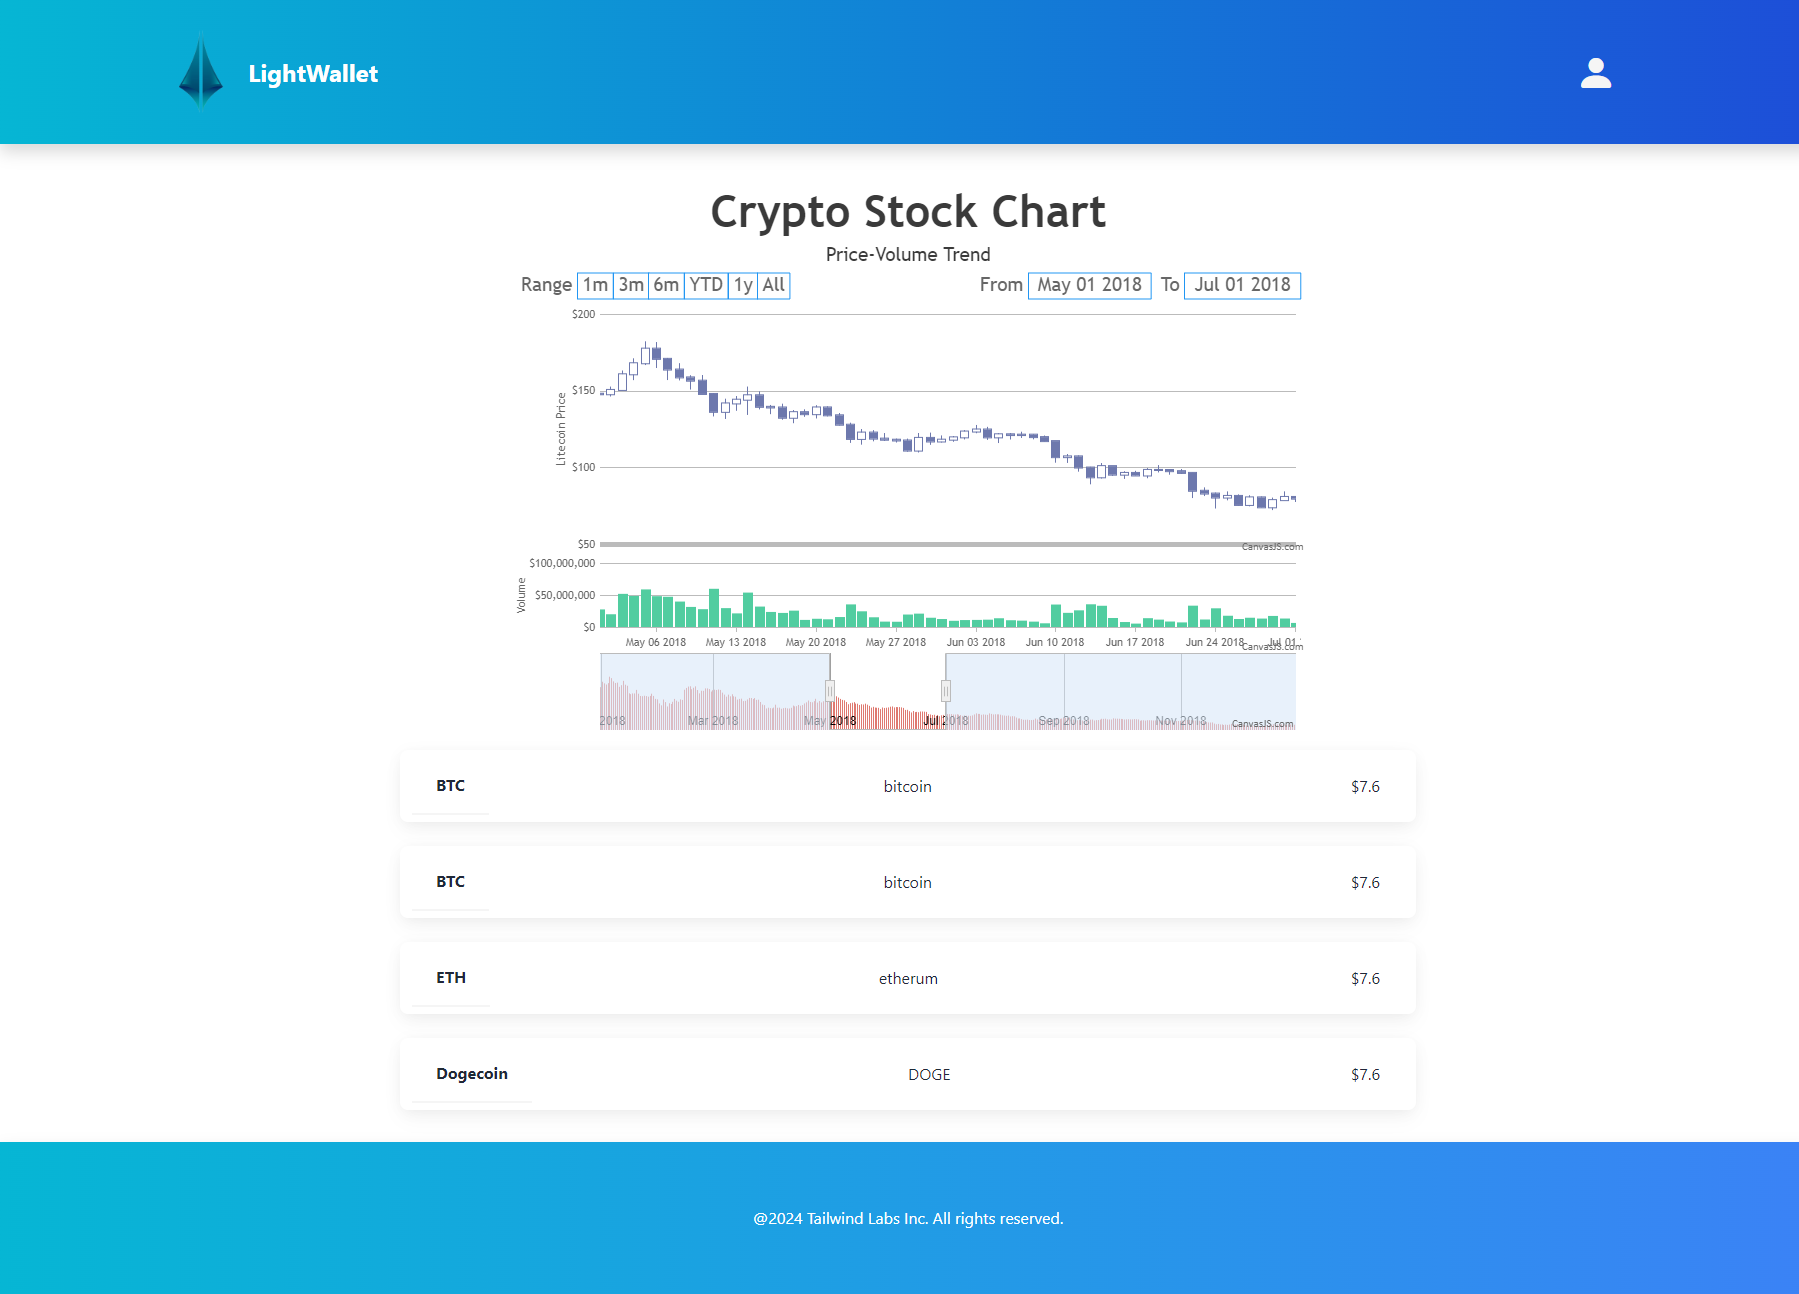 LightWallet
Crypto Stock Chart
Price-Volume Trend
Range 1m 3m 6m YTD 1y All From May 01 2018 To Jul 01 2018
$200
$150
Litecoin Price
$100
$50
CanvasJS.com
$100,000,000
Volume
$50,000,000
$0
May 06 2018 May 13 2018 May 20 2018 May 27 2018 Jun 03 2018 Jun 10 2018 Jun 17 2018 Jun 24 2018 Jul 01
CanvasJS.com
2018 Mar 2018 May 2018 Jul 2018 Sep 2018 Nov 2018 CanvasJS.com
BTC bitcoin $7.6
BTC bitcoin $7.6
ETH etherum $7.6
Dogecoin DOGE $7.6
@2024 Tailwind Labs Inc. All rights reserved.